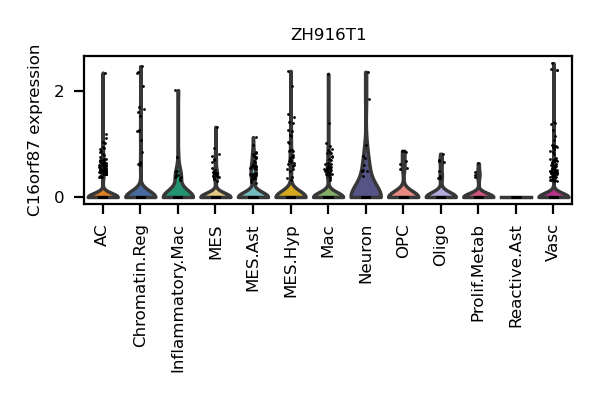 ZH916T1
C16orf87 expression
2
0
AC
Chromatin.Reg
Inflammatory.Mac
MES
MES.Ast
MES.Hyp
Mac
Neuron
OPC
Oligo
Prolif.Metab
Reactive.Ast
Vasc